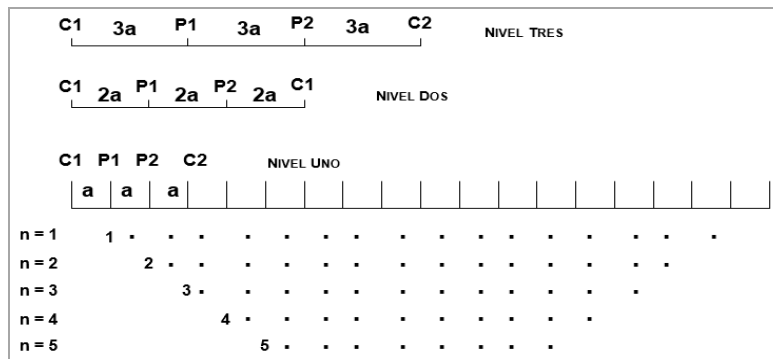 C1 3a P1 3a P2 3a C2 NIVEL TRES
C1 2a P1 2a P2 2a C1 NIVEL DOS
C1 P1 P2 C2 NIVEL UNO
a a a
n = 1 1
n = 2 2
n = 3 3
n = 4 4
n = 5 5